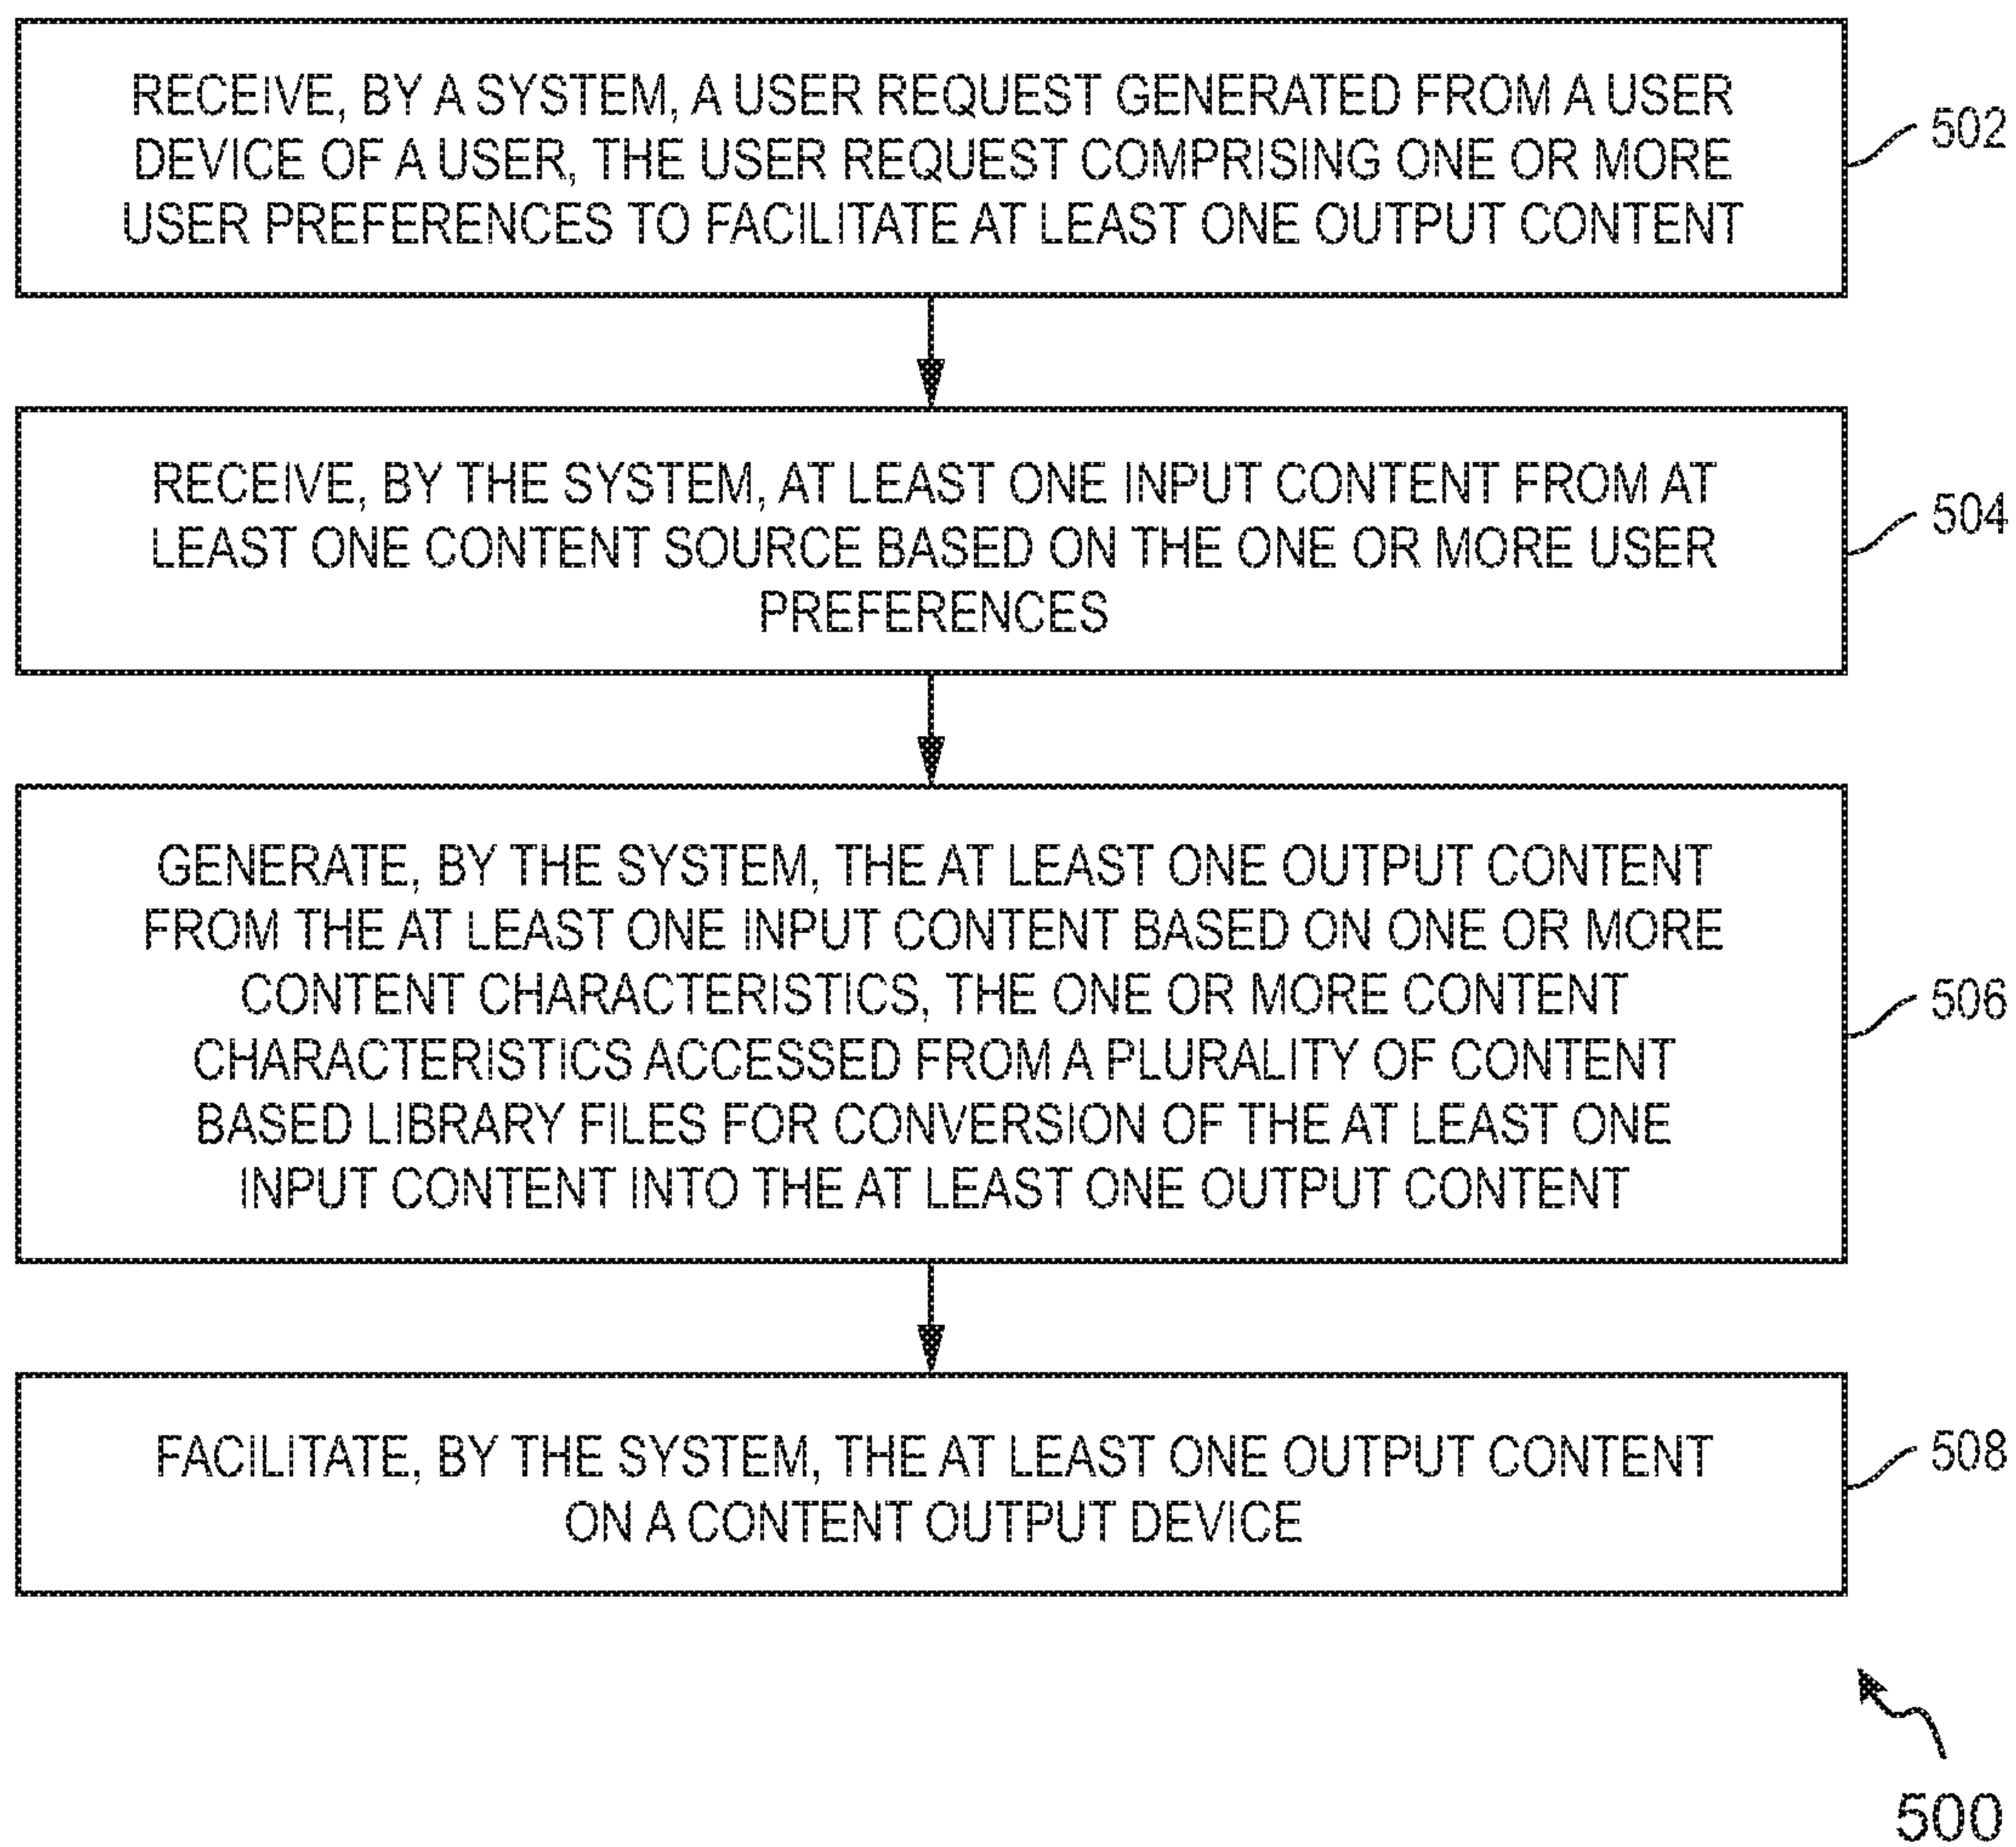 RECEIVE, BY A SYSTEM, A USER REQUEST GENERATED FROM A USER
DEVICE OF A USER, THE USER REQUEST COMPRISING ONE OR MORE
USER PREFERENCES TO FACILITATE AT LEAST ONE OUTPUT CONTENT
502
RECEIVE, BY THE SYSTEM, AT LEAST ONE INPUT CONTENT FROM AT
LEAST ONE CONTENT SOURCE BASED ON THE ONE OR MORE USER
PREFERENCES
504
GENERATE, BY THE SYSTEM, THE AT LEAST ONE OUTPUT CONTENT
FROM THE AT LEAST ONE INPUT CONTENT BASED ON ONE OR MORE
CONTENT CHARACTERISTICS, THE ONE OR MORE CONTENT
CHARACTERISTICS ACCESSED FROM A PLURALITY OF CONTENT
BASED LIBRARY FILES FOR CONVERSION OF THE AT LEAST ONE
INPUT CONTENT INTO THE AT LEAST ONE OUTPUT CONTENT
506
FACILITATE, BY THE SYSTEM, THE AT LEAST ONE OUTPUT CONTENT
ON A CONTENT OUTPUT DEVICE
508
500